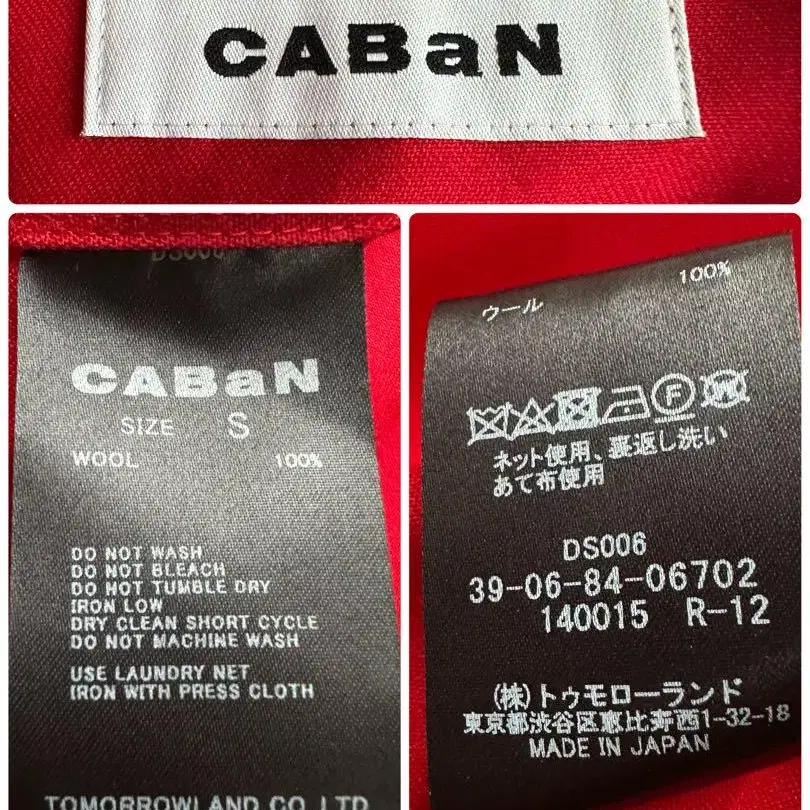 CABaN
DS006
CABaN
SIZE S
WOOL 100%
DO NOT WASH
DO NOT BLEACH
DO NOT TUMBLE DRY
IRON LOW
DRY CLEAN SHORT CYCLE
DO NOT MACHINE WASH
USE LAUNDRY NET
IRON WITH PRESS CLOTH
TOMORROWLAND CO.,LTD
ウール 100%
F W
ネット使用、裏返し洗い
あて布使用
DS006
39-06-84-06702
140015 R-12
(株)トゥモローランド
東京都渋谷区恵比寿西1-32-18
MADE IN JAPAN